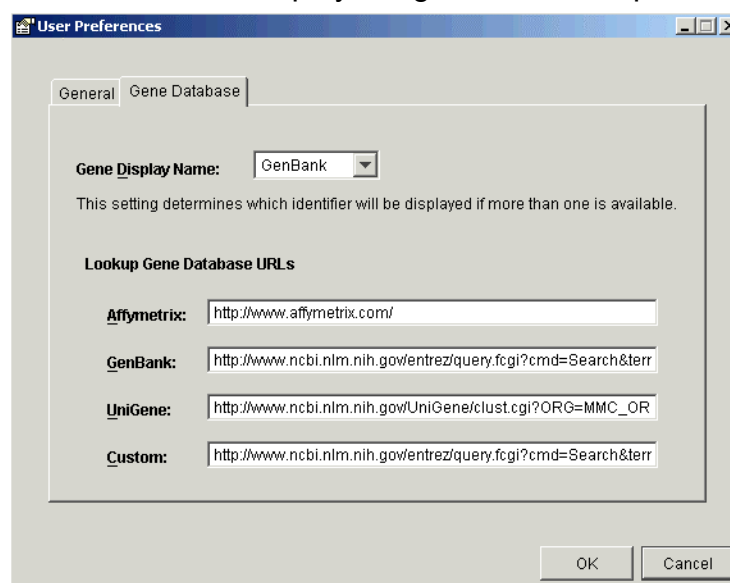 User Preferences
General Gene Database
Gene Display Name: GenBank
This setting determines which identifier will be displayed if more than one is available.
Lookup Gene Database URLs
Affymetrix: http://www.affymetrix.com/
GenBank: http://www.ncbi.nlm.nih.gov/entrez/query.fcgi?cmd=Search&terr
UniGene: http://www.ncbi.nlm.nih.gov/UniGene/clust.cgi?ORG=MMC_OR
Custom: http://www.ncbi.nlm.nih.gov/entrez/query.fcgi?cmd=Search&terr
OK Cancel